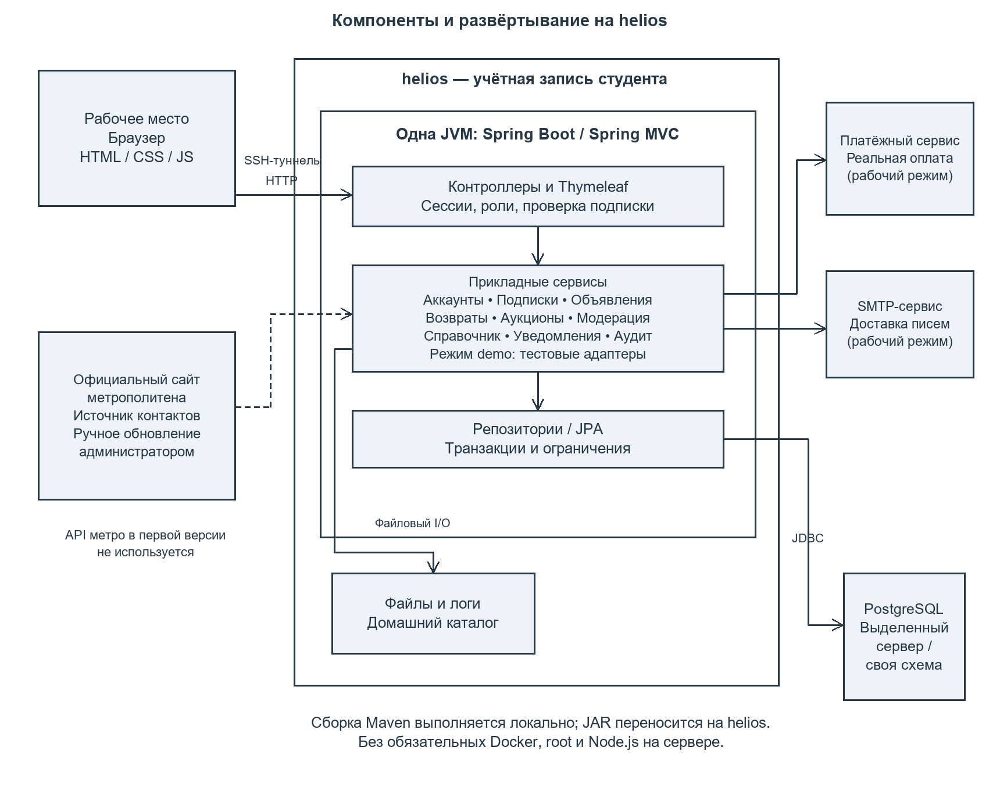 Компоненты и развёртывание на helios
helios — учётная запись студента
Рабочее место
Браузер
HTML / CSS / JS
SSH-туннель
HTTP
Одна JVM: Spring Boot / Spring MVC
Контроллеры и Thymeleaf
Сессии, роли, проверка подписки
Прикладные сервисы
Аккаунты • Подписки • Объявления
Возвраты • Аукционы • Модерация
Справочник • Уведомления • Аудит
Режим demo: тестовые адаптеры
Репозитории / JPA
Транзакции и ограничения
Файловый I/O
Файлы и логи
Домашний каталог
Платёжный сервис
Реальная оплата
(рабочий режим)
SMTP-сервис
Доставка писем
(рабочий режим)
JDBC
PostgreSQL
Выделенный
сервер /
своя схема
Официальный сайт
метрополитена
Источник контактов
Ручное обновление
администратором
API метро в первой версии
не используется
Сборка Maven выполняется локально; JAR переносится на helios.
Без обязательных Docker, root и Node.js на сервере.